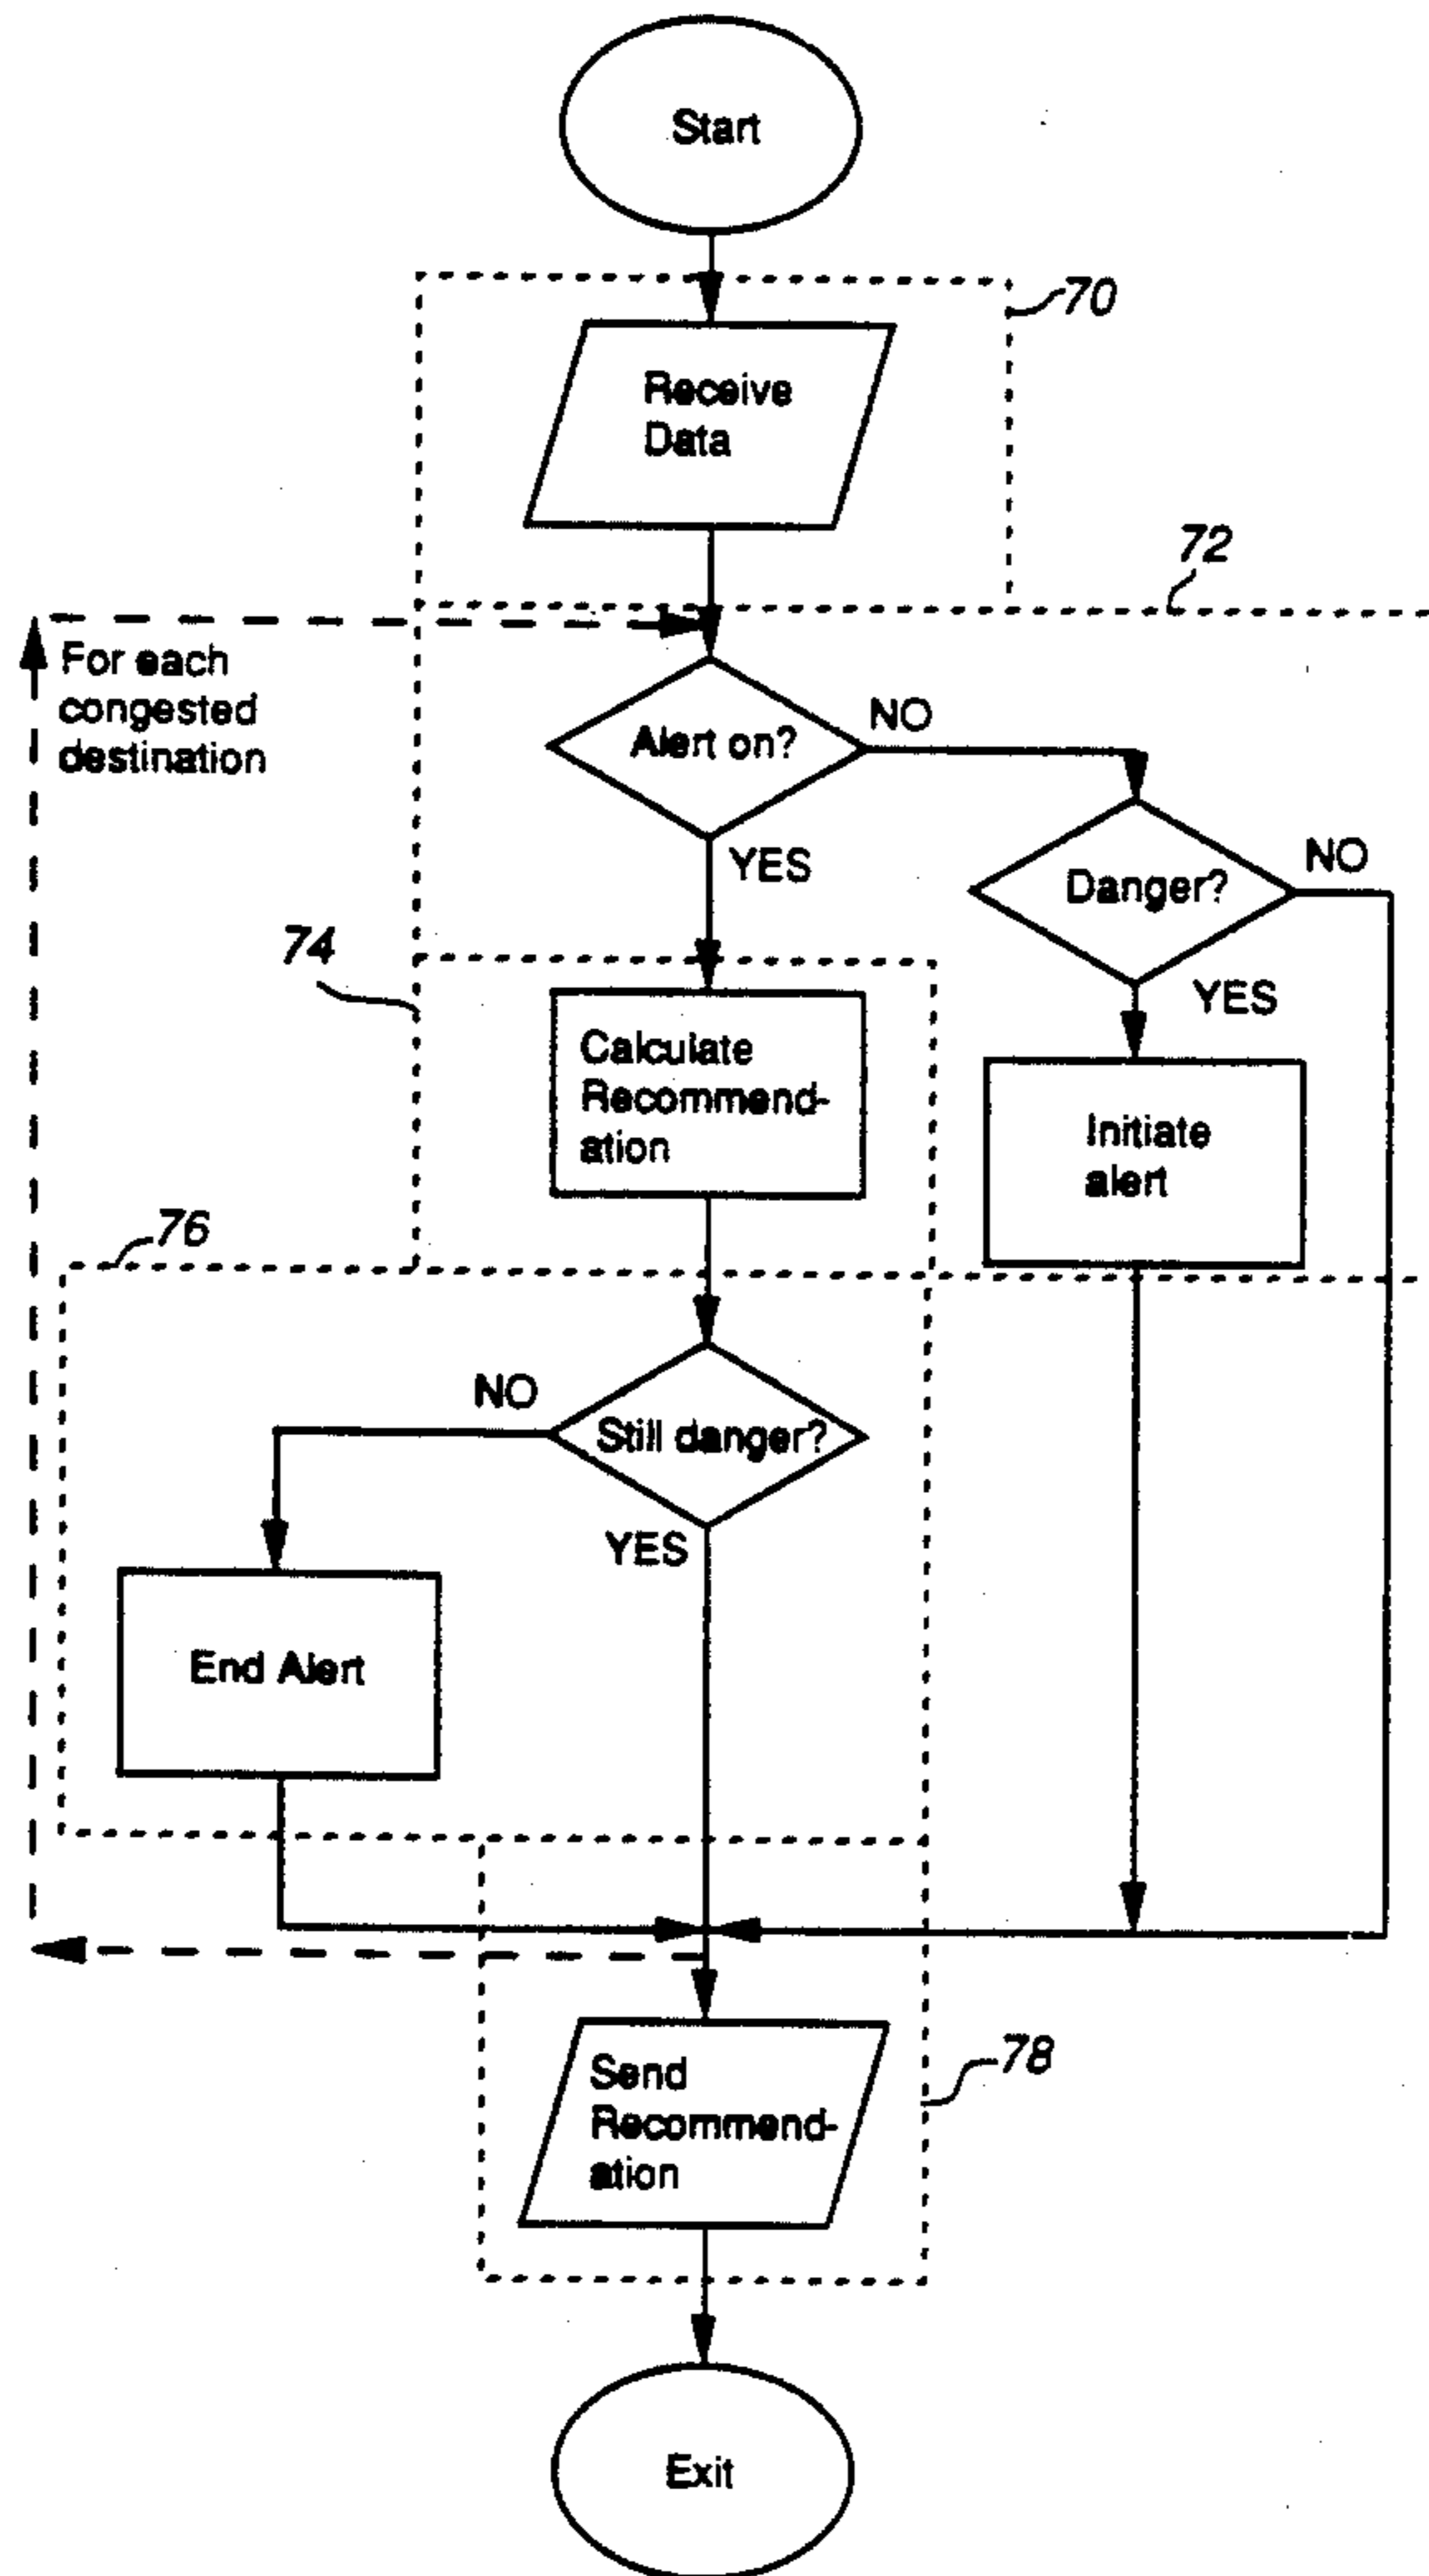 Start
70
Receive
Data
72
For each
congested
destination
Alert on?
NO
YES
Danger?
NO
YES
74
Calculate
Recommend-
ation
Initiate
alert
76
Still danger?
NO
YES
End Alert
Send
Recommend-
ation
78
Exit